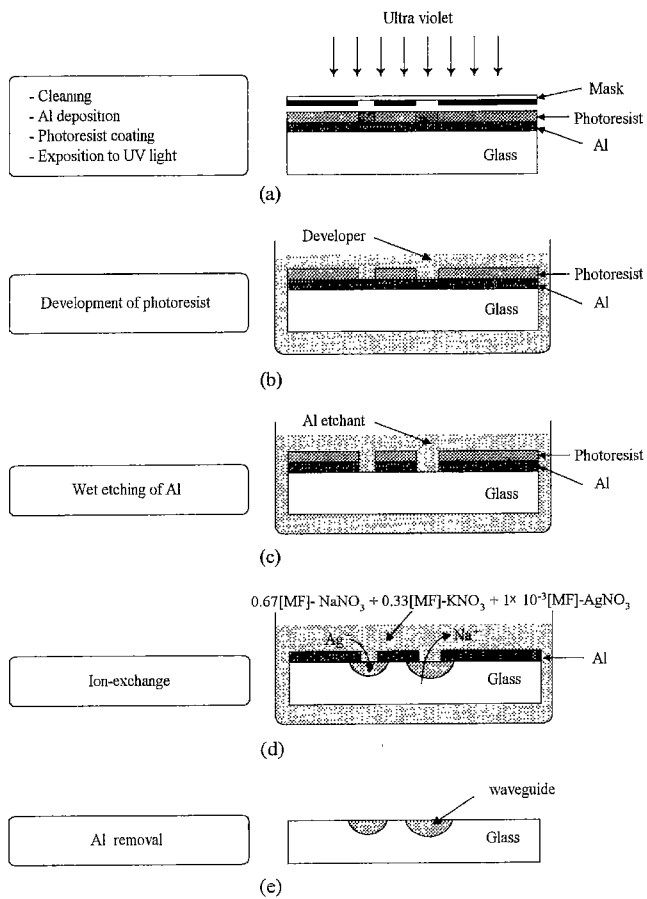 Ultra violet
- Cleaning
- Al deposition
- Photoresist coating
- Exposition to UV light
Mask
Photoresist
Al
Glass
(a)
Development of photoresist
Developer
Photoresist
Al
Glass
(b)
Wet etching of Al
Al etchant
Photoresist
Al
Glass
(c)
0.67[MF]- NaNO₃ + 0.33[MF]-KNO₃ + 1× 10⁻³[MF]-AgNO₃
Ion-exchange
Ag
Na⁺
Al
Glass
(d)
Al removal
waveguide
Glass
(e)